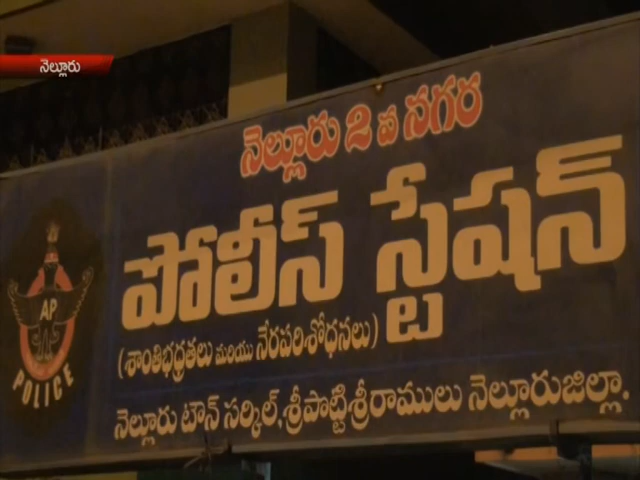 నెల్లూరు
నెల్లూరు 2 వ నగర
పోలీస్ స్టేషన్
(శాంతిభద్రతలు మరియు నేరపరిశోధనలు)
నెల్లూరు టౌన్ సర్కిల్, శ్రీపొట్టిశ్రీరాములు నెల్లూరుజిల్లా.
AP
POLICE